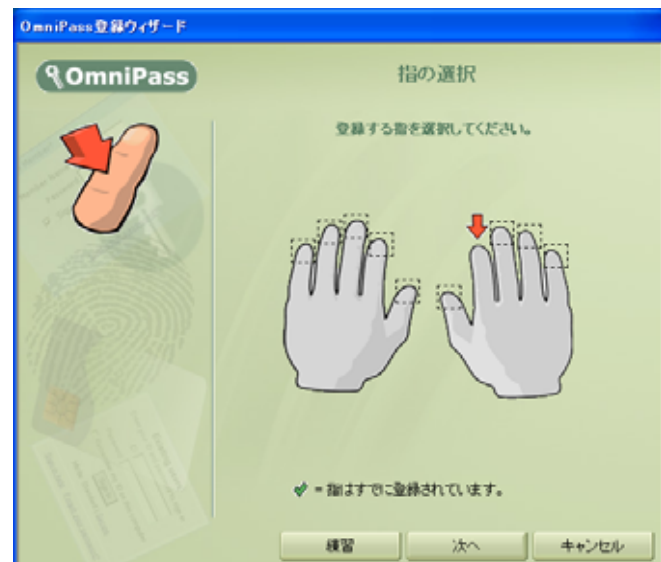 OmniPass登録ウィザード
OmniPass
指の選択
登録する指を選択してください。
= 指はすでに登録されています。
練習
次へ
キャンセル